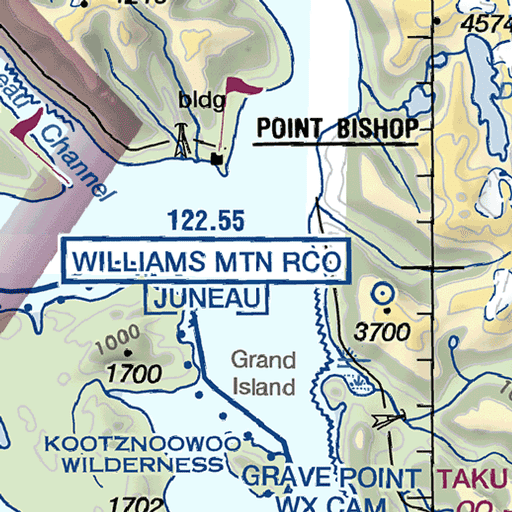 4574
bldg
eau Channel
POINT BISHOP
122.55
WILLIAMS MTN RCO
JUNEAU
3700
1000
1700
Grand
Island
KOOTZNOOWOO
WILDERNESS
GRAVE POINT
WX CAM
TAKU
1702